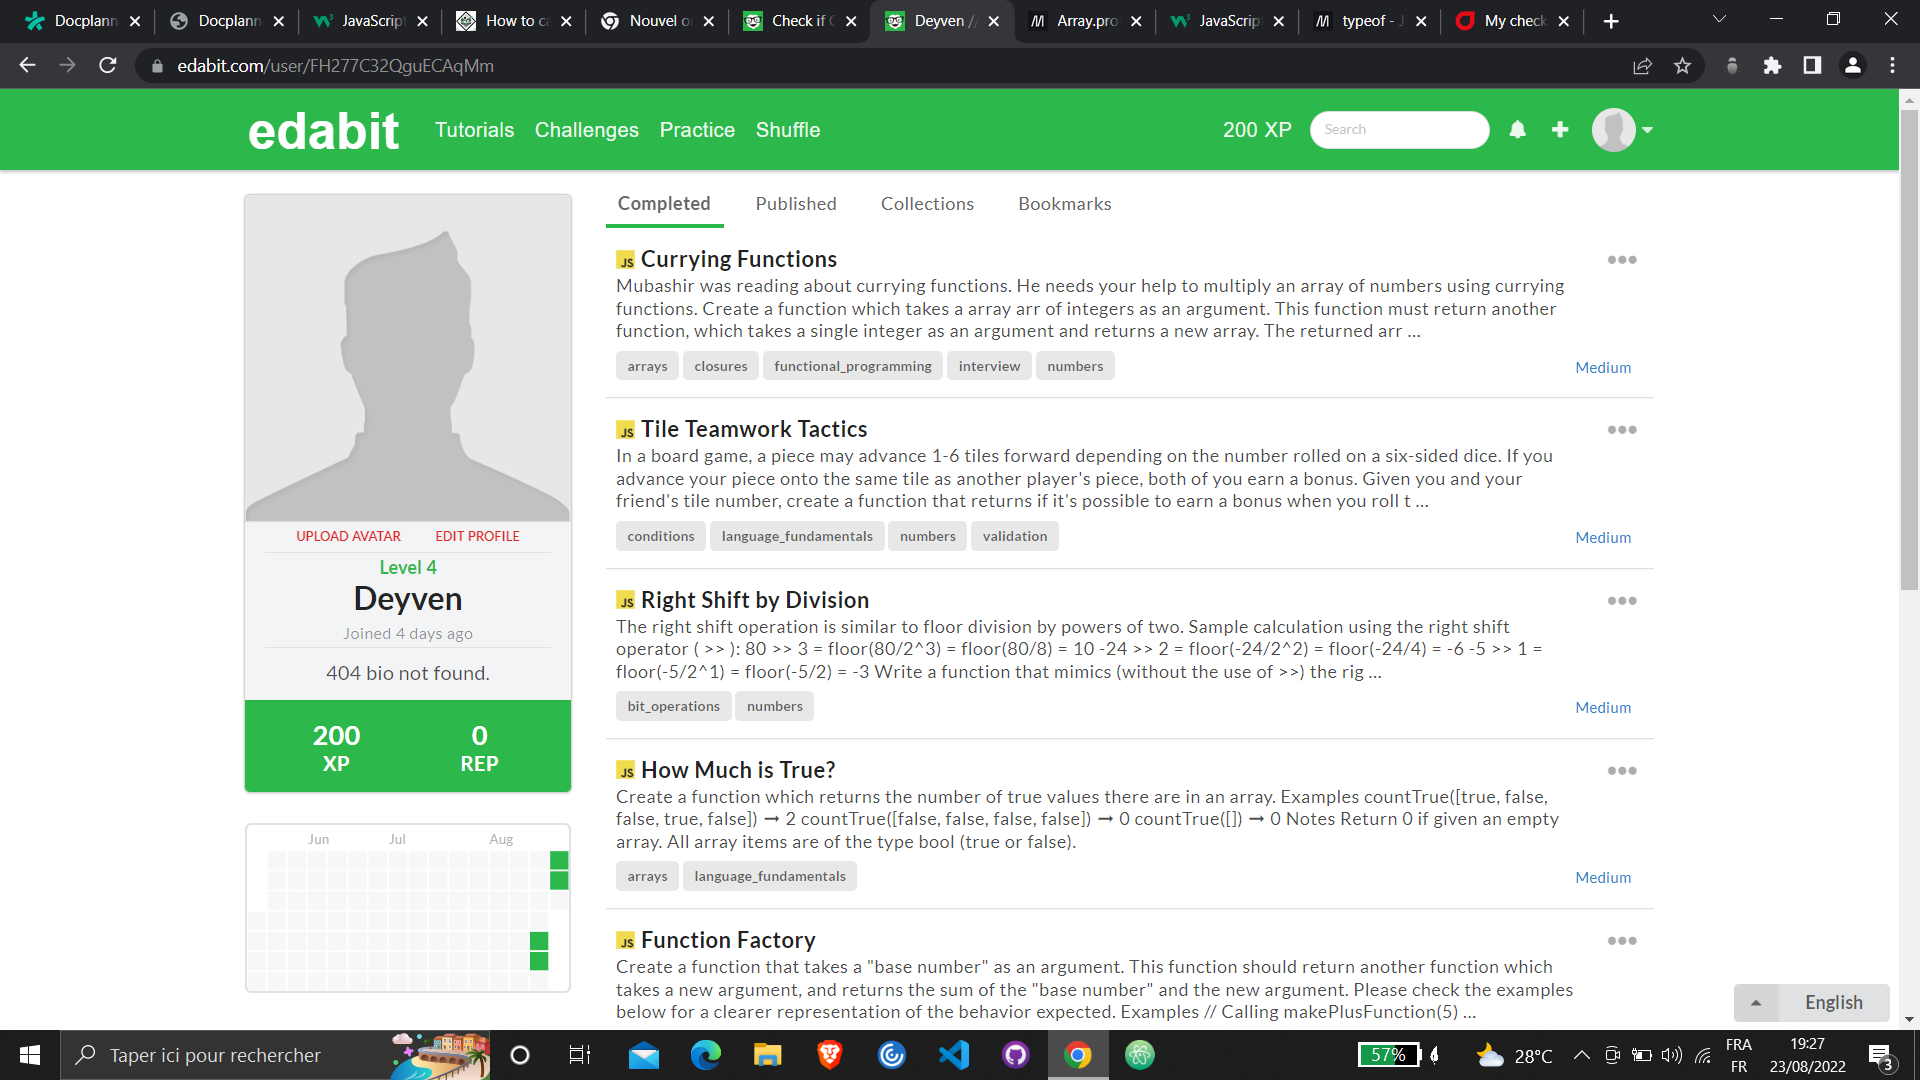 Docplann
Docplann
JavaScript
How to ca
Nouvel o
Check if
Deyven /
Array.pro
JavaScript
typeof - J
My check
edabit.com/user/FH277C32QguECAqMm
edabit
Tutorials
Challenges
Practice
Shuffle
200 XP
Search
UPLOAD AVATAR
EDIT PROFILE
Level 4
Deyven
Joined 4 days ago
404 bio not found.
200
XP
0
REP
Jun
Jul
Aug
Completed
Published
Collections
Bookmarks
JS Currying Functions
Mubashir was reading about currying functions. He needs your help to multiply an array of numbers using currying
functions. Create a function which takes a array arr of integers as an argument. This function must return another
function, which takes a single integer as an argument and returns a new array. The returned arr ...
arrays
closures
functional_programming
interview
numbers
Medium
JS Tile Teamwork Tactics
In a board game, a piece may advance 1-6 tiles forward depending on the number rolled on a six-sided dice. If you
advance your piece onto the same tile as another player's piece, both of you earn a bonus. Given you and your
friend's tile number, create a function that returns if it's possible to earn a bonus when you roll t ...
conditions
language_fundamentals
numbers
validation
Medium
JS Right Shift by Division
The right shift operation is similar to floor division by powers of two. Sample calculation using the right shift
operator ( >> ): 80 >> 3 = floor(80/2^3) = floor(80/8) = 10 -24 >> 2 = floor(-24/2^2) = floor(-24/4) = -6 -5 >> 1 =
floor(-5/2^1) = floor(-5/2) = -3 Write a function that mimics (without the use of >>) the rig ...
bit_operations
numbers
Medium
JS How Much is True?
Create a function which returns the number of true values there are in an array. Examples countTrue([true, false,
false, true, false]) ➞ 2 countTrue([false, false, false, false]) ➞ 0 countTrue([]) ➞ 0 Notes Return 0 if given an empty
array. All array items are of the type bool (true or false).
arrays
language_fundamentals
Medium
JS Function Factory
Create a function that takes a "base number" as an argument. This function should return another function which
takes a new argument, and returns the sum of the "base number" and the new argument. Please check the examples
below for a clearer representation of the behavior expected. Examples // Calling makePlusFunction(5) ...
English
Taper ici pour rechercher
57%
28°C
FRA
FR
19:27
23/08/2022
3